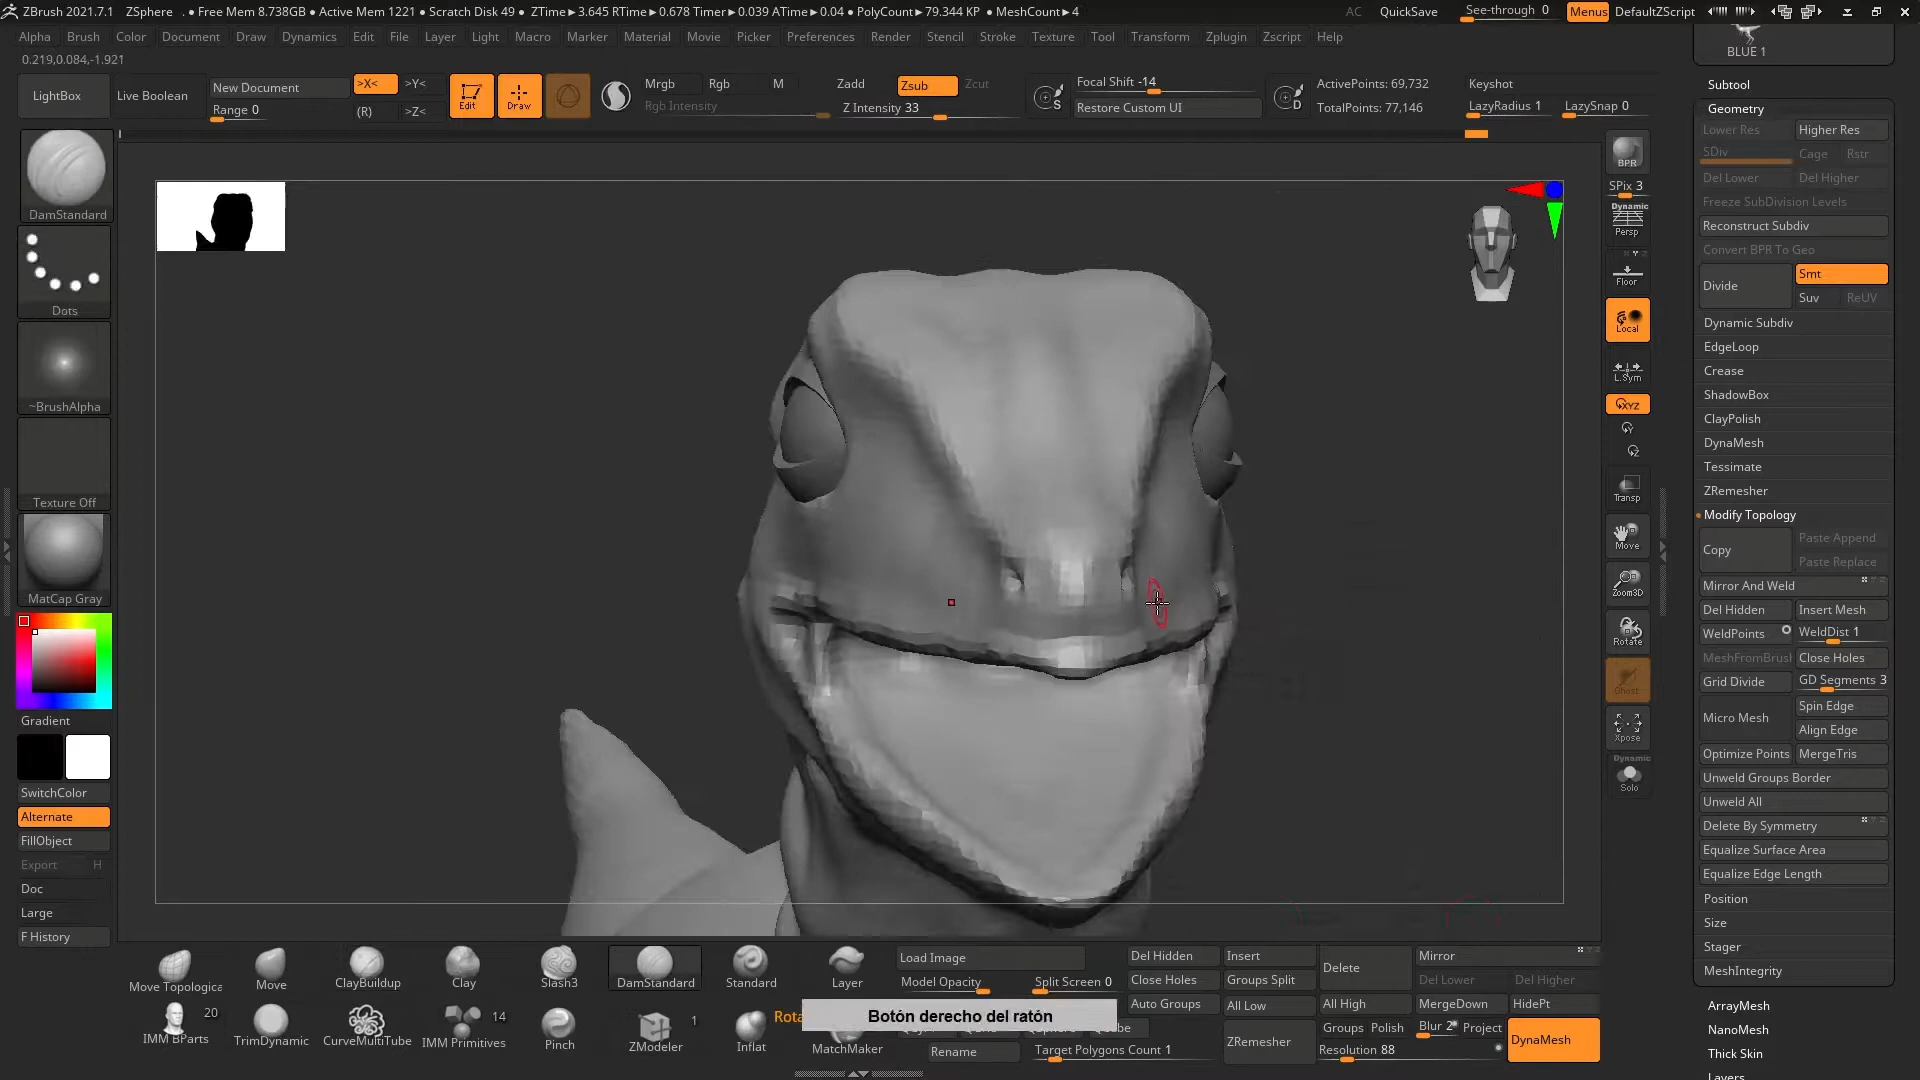 ZBrush 2021.7.1 ZSphere . ● Free Mem 8.738GB ● Active Mem 1221 ● Scratch Disk 49 ● ZTime►3.645 RTime►0.678 Timer►0.039 ATime►0.04 ● PolyCount►79.344 KP ● MeshCount►4 AC QuickSave See-through 0 Menus DefaultZScript
Alpha Brush Color Document Draw Dynamics Edit File Layer Light Macro Marker Material Movie Picker Preferences Render Stencil Stroke Texture Tool Transform Zplugin Zscript Help
0.219,0.084,-1.921
LightBox
Live Boolean
New Document
Range 0
>X< >Y<
(R) >Z<
Edit
Draw
Mrgb Rgb M
Rgb Intensity
Zadd Zsub Zcut
Z Intensity 33
S
Focal Shift -14
Restore Custom UI
D
ActivePoints: 69,732
TotalPoints: 77,146
Keyshot
LazyRadius 1 LazySnap 0
DamStandard
Dots
~BrushAlpha
Texture Off
MatCap Gray
Gradient
SwitchColor
Alternate
FillObject
Export H
Doc
Large
F History
BPR
SPix 3
Dynamic
Persp
Floor
Local
L.Sym
XYZ
Y
Z
Transp
Move
Zoom3D
Rotate
Ghost
Xpose
Dynamic
Solo
BLUE 1
Subtool
Geometry
Lower Res Higher Res
SDiv Cage Rstr
Del Lower Del Higher
Freeze SubDivision Levels
Reconstruct Subdiv
Convert BPR To Geo
Divide Smt
Suv ReUV
Dynamic Subdiv
EdgeLoop
Crease
ShadowBox
ClayPolish
DynaMesh
Tessimate
ZRemesher
Modify Topology
Copy Paste Append
Paste Replace
Mirror And Weld
Del Hidden Insert Mesh
WeldPoints WeldDist 1
MeshFromBrush Close Holes
Grid Divide GD Segments 3
Micro Mesh Spin Edge
Align Edge
Optimize Points MergeTris
Unweld Groups Border
Unweld All
Delete By Symmetry
Equalize Surface Area
Equalize Edge Length
Position
Size
Stager
MeshIntegrity
ArrayMesh
NanoMesh
Thick Skin
Layers
Move Topologica Move ClayBuildup Clay Slash3 DamStandard Standard Layer
20 14 1
IMM BParts TrimDynamic CurveMultiTube IMM Primitives Pinch ZModeler Inflat MatchMaker
Load Image
Model Opacity Split Screen 0
Rota
Botón derecho del ratón
Rename Target Polygons Count 1
Del Hidden Insert
Close Holes Groups Split
Auto Groups All Low
ZRemesher
Delete Mirror
Del Lower Del Higher
All High MergeDown HidePt
Groups Polish Blur 2 Project
Resolution 88 DynaMesh